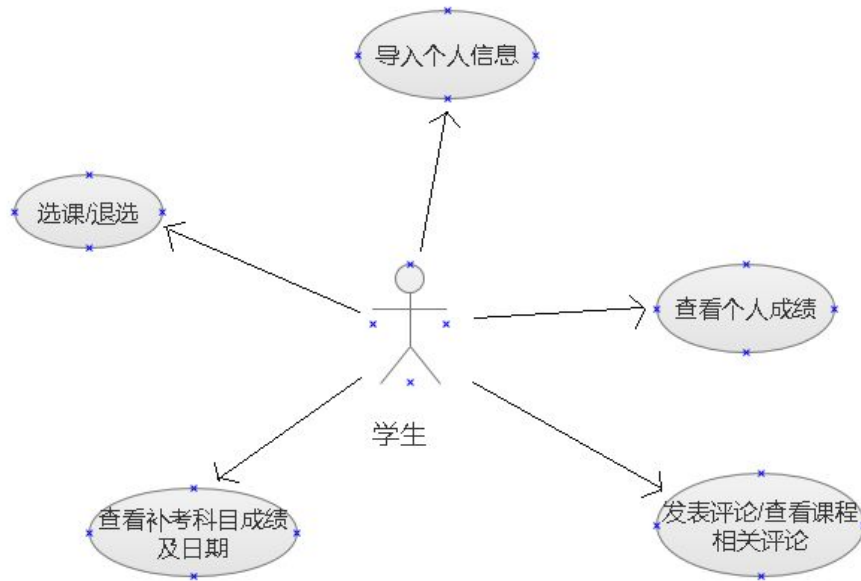 导入个人信息
选课/退选
查看个人成绩
学生
查看补考科目成绩
及日期
发表评论/查看课程
相关评论